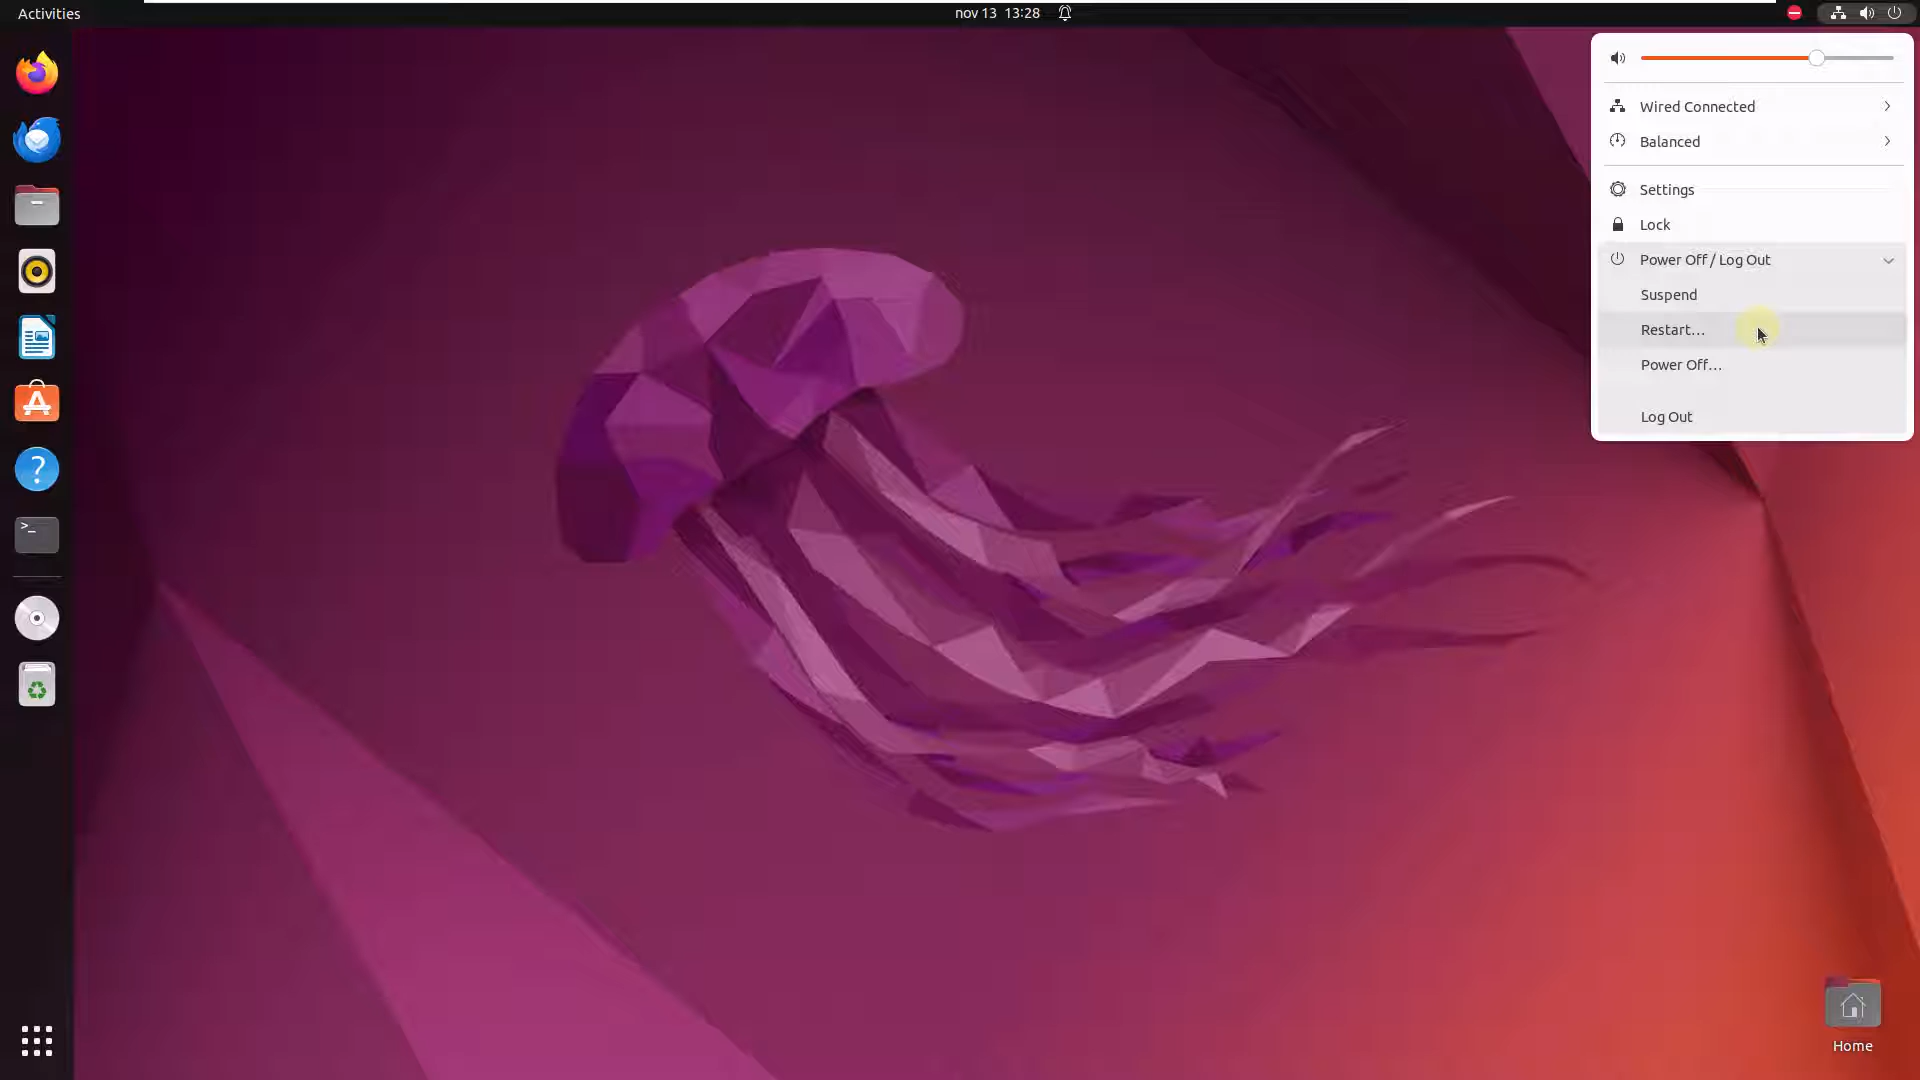 Activities
nov 13 13:28
Wired Connected
Balanced
Settings
Lock
Power Off / Log Out
Suspend
Restart...
Power Off...
Log Out
>_
?
Home